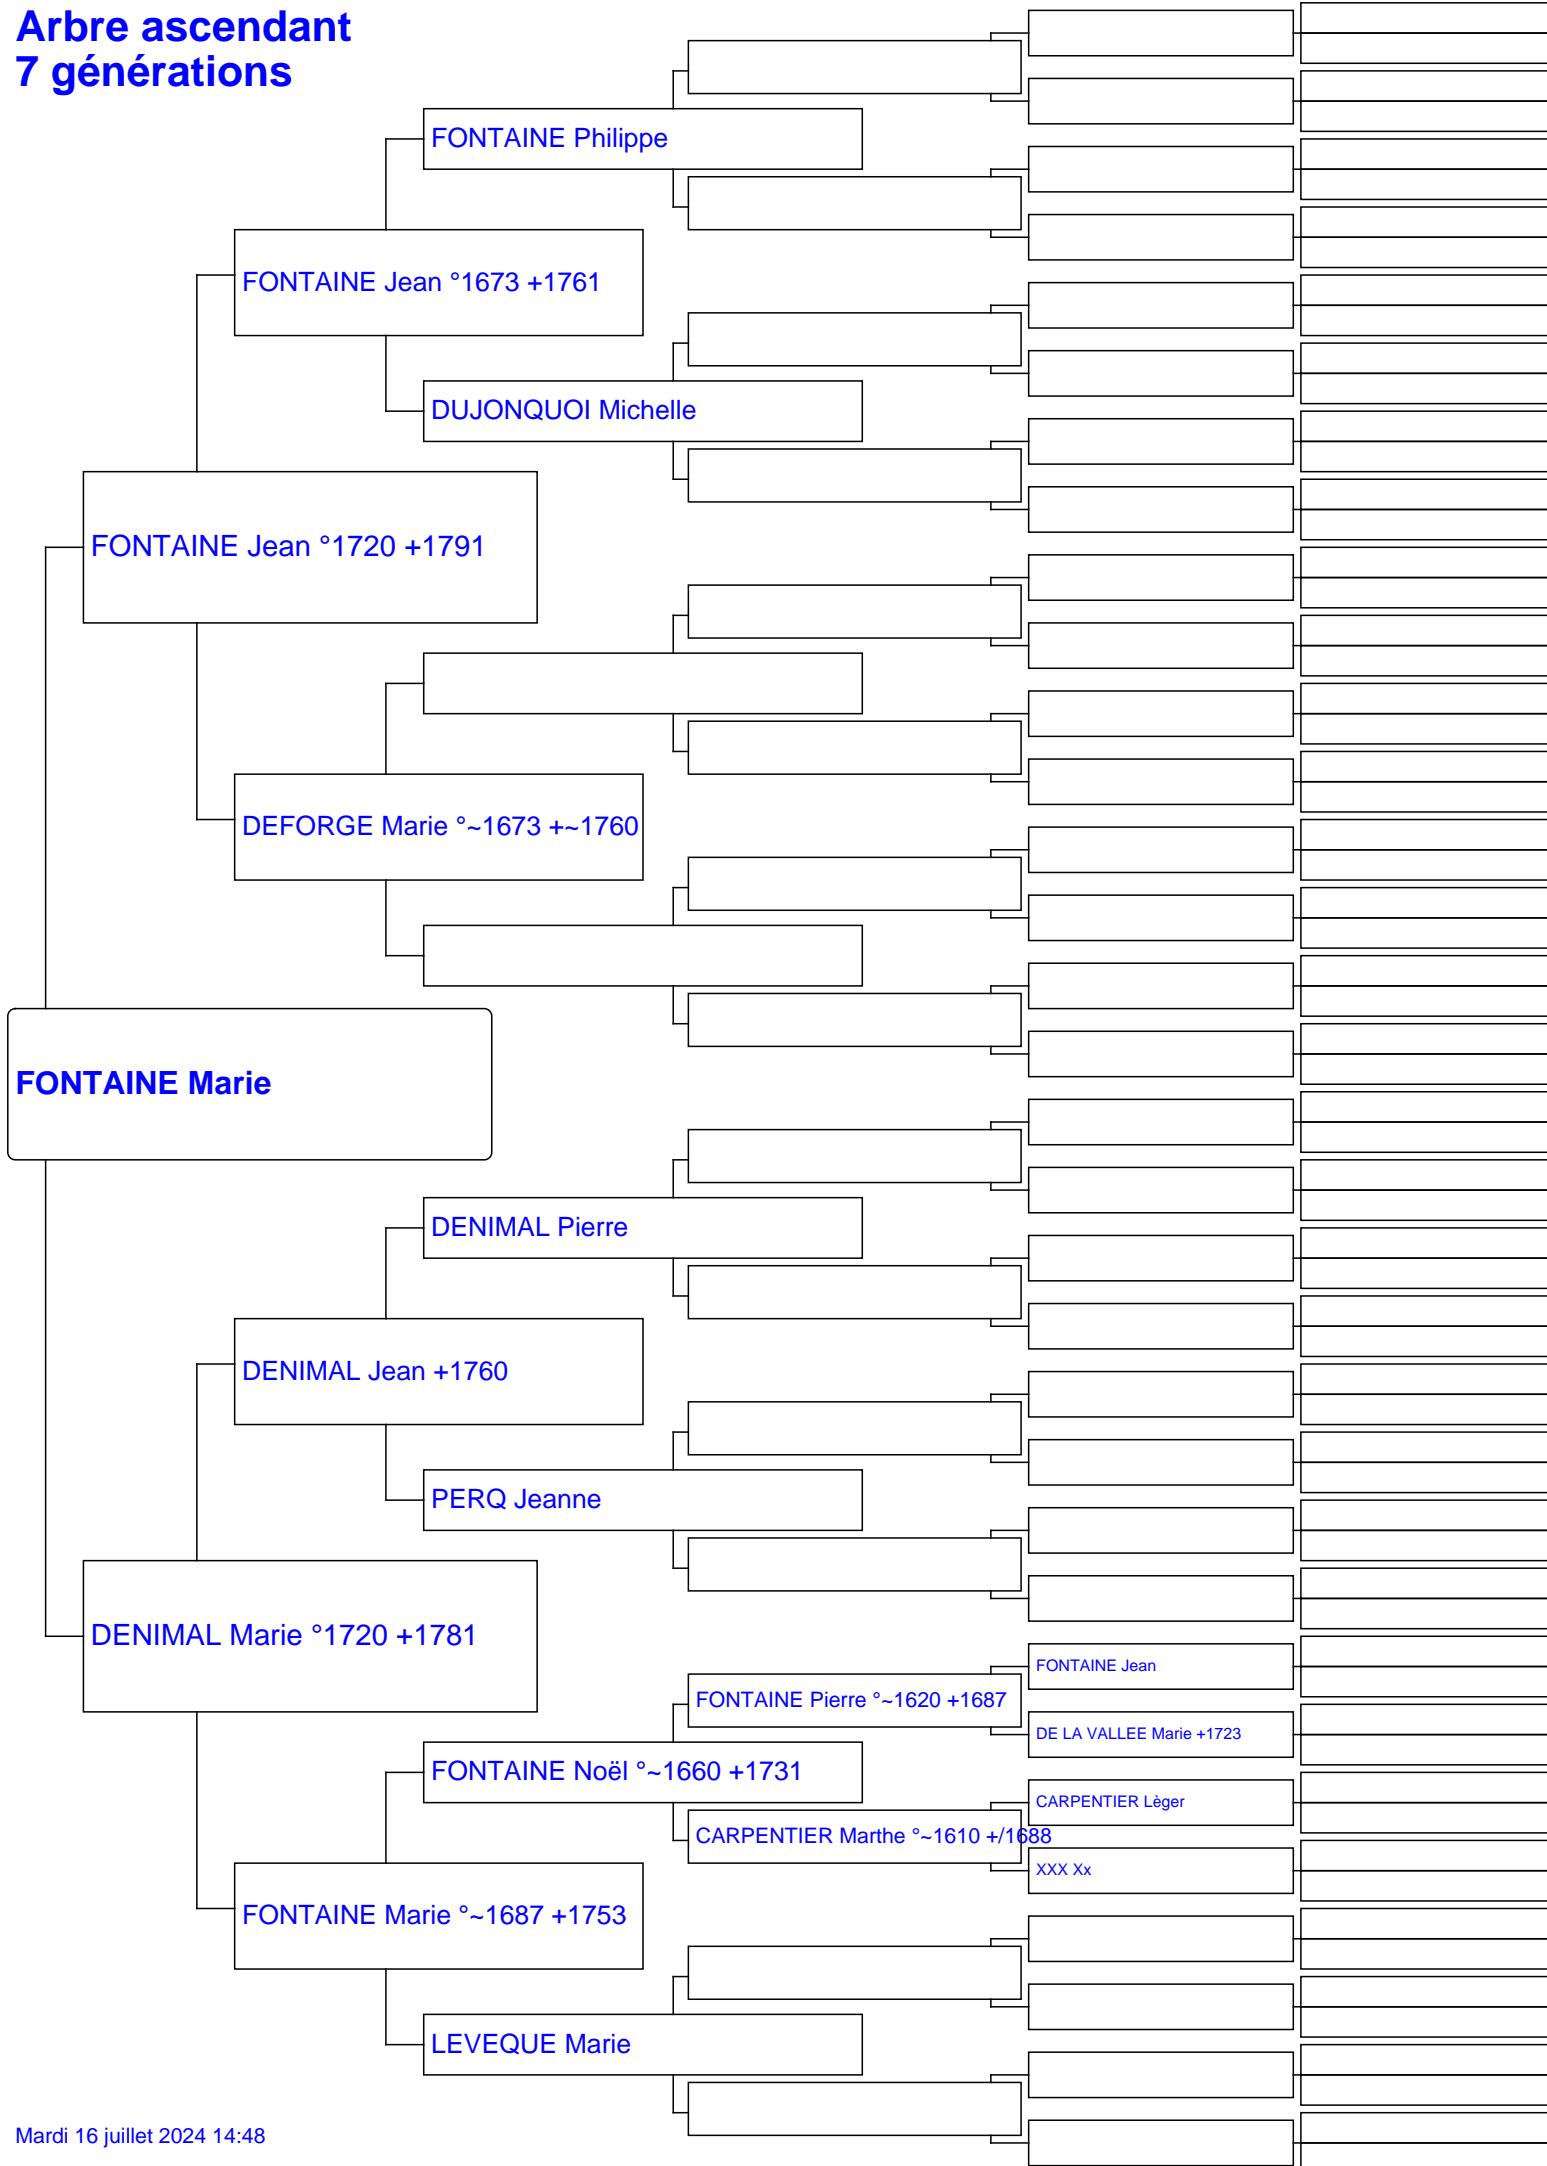 Arbre ascendant
7 générations
FONTAINE Philippe
FONTAINE Jean °1673 +1761
DUJONQUOI Michelle
FONTAINE Jean °1720 +1791
DEFORGE Marie °~1673 +~1760
FONTAINE Marie
DENIMAL Pierre
DENIMAL Jean +1760
PERQ Jeanne
DENIMAL Marie °1720 +1781
FONTAINE Jean
FONTAINE Pierre °~1620 +1687
DE LA VALLEE Marie +1723
FONTAINE Noël °~1660 +1731
CARPENTIER Lèger
CARPENTIER Marthe °~1610 +/1688
XXX Xx
FONTAINE Marie °~1687 +1753
LEVEQUE Marie
Mardi 16 juillet 2024 14:48